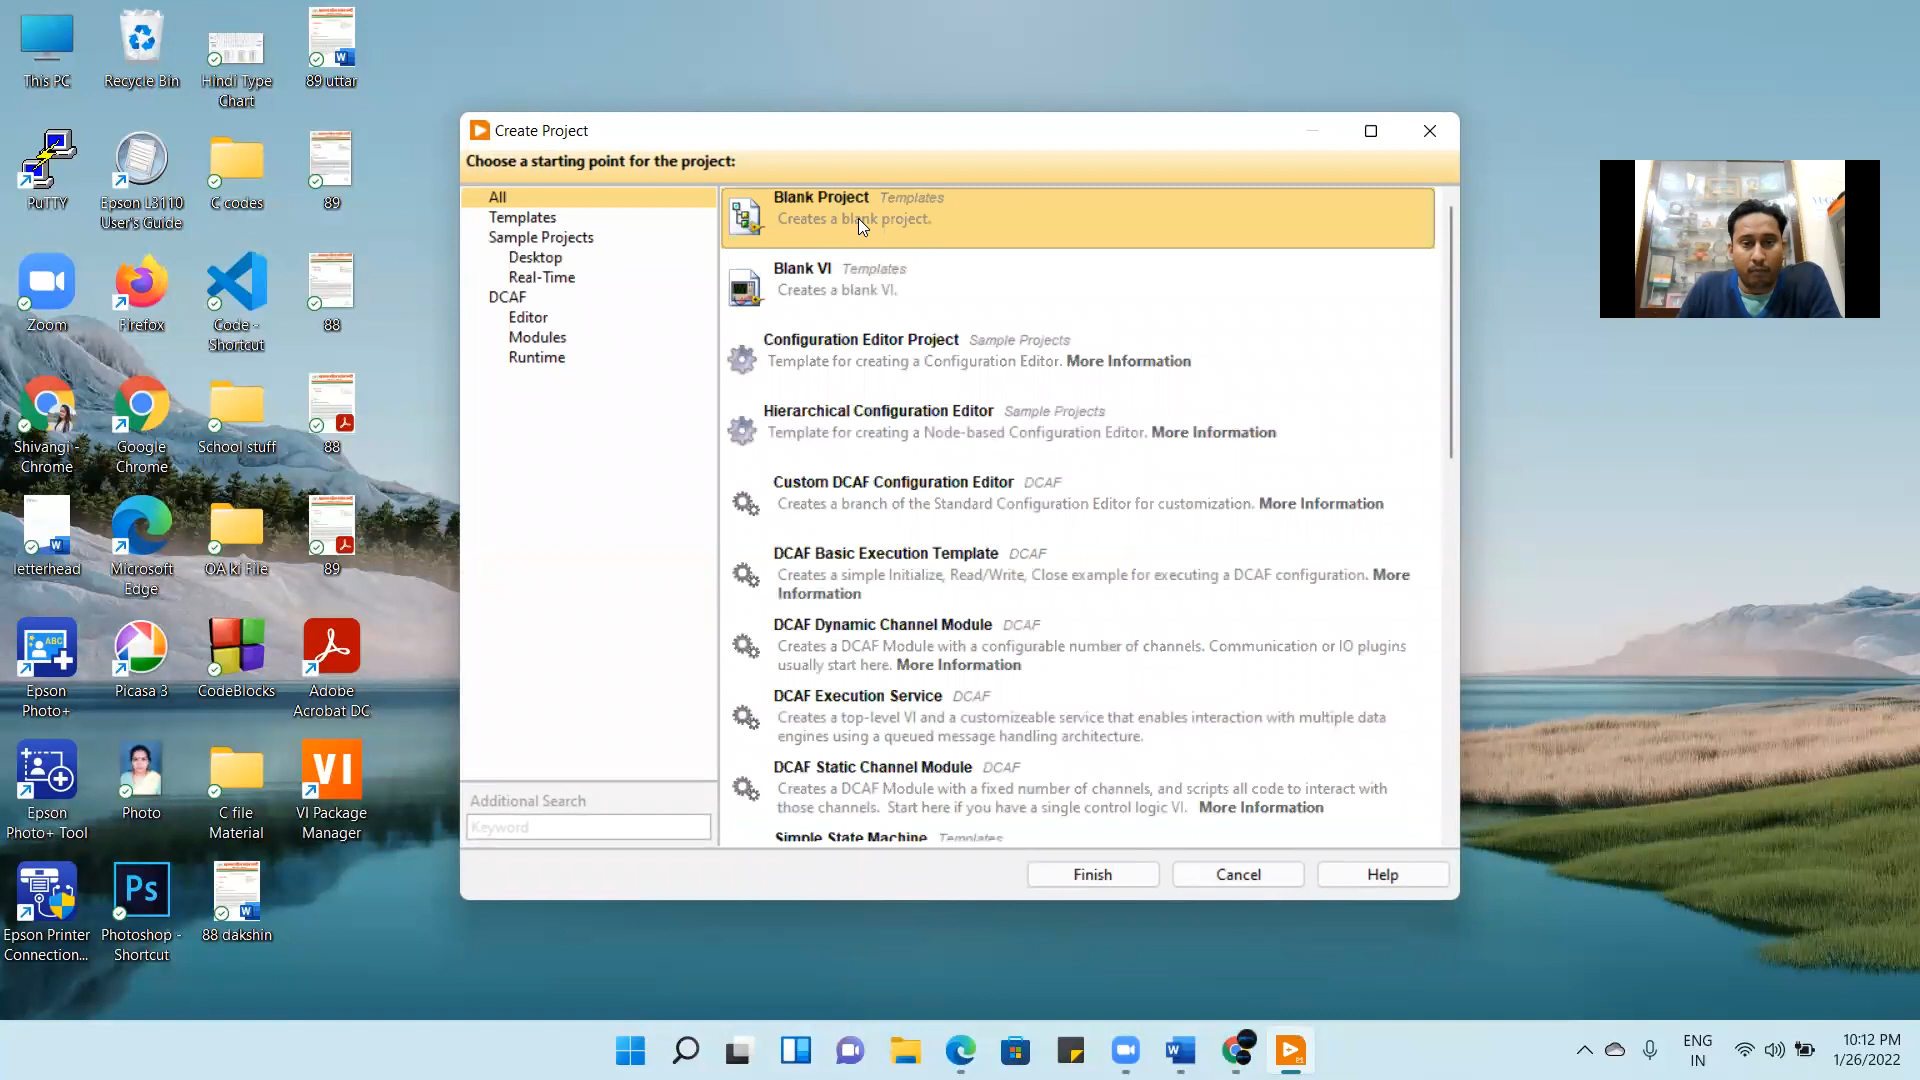 This PC
Recycle Bin
Hindi Type
Chart
89 uttar
PuTTY
Epson L3110
User's Guide
C codes
89
Zoom
Firefox
Code -
Shortcut
88
Shivangi -
Chrome
Google
Chrome
School stuff
88
letterhead
Microsoft
Edge
OA ki File
89
ABC
Epson
Photo+
Picasa 3
CodeBlocks
Adobe
Acrobat DC
Epson
Photo+ Tool
Photo
C file
Material
VI
VI Package
Manager
Epson Printer
Connection...
Ps
Photoshop -
Shortcut
88 dakshin
Create Project
Choose a starting point for the project:
All
Templates
Sample Projects
Desktop
Real-Time
DCAF
Editor
Modules
Runtime
Additional Search
Keyword
Blank Project Templates
Creates a blank project.
Blank VI Templates
Creates a blank VI.
Configuration Editor Project Sample Projects
Template for creating a Configuration Editor. More Information
Hierarchical Configuration Editor Sample Projects
Template for creating a Node-based Configuration Editor. More Information
Custom DCAF Configuration Editor DCAF
Creates a branch of the Standard Configuration Editor for customization. More Information
DCAF Basic Execution Template DCAF
Creates a simple Initialize, Read/Write, Close example for executing a DCAF configuration. More
Information
DCAF Dynamic Channel Module DCAF
Creates a DCAF Module with a configurable number of channels. Communication or IO plugins
usually start here. More Information
DCAF Execution Service DCAF
Creates a top-level VI and a customizeable service that enables interaction with multiple data
engines using a queued message handling architecture.
DCAF Static Channel Module DCAF
Creates a DCAF Module with a fixed number of channels, and scripts all code to interact with
those channels. Start here if you have a single control logic VI. More Information
Simple State Machine Templates
Finish
Cancel
Help
ENG
IN
10:12 PM
1/26/2022